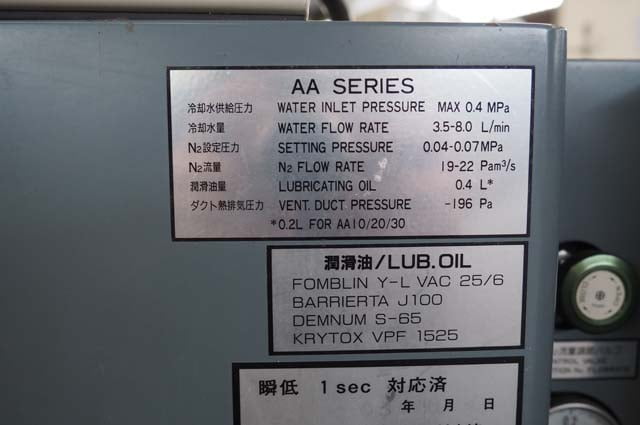 AA SERIES
冷却水供給圧力 WATER INLET PRESSURE MAX 0.4 MPa
冷却水量 WATER FLOW RATE 3.5-8.0 L/min
N₂設定圧力 SETTING PRESSURE 0.04-0.07MPa
N₂流量 N₂ FLOW RATE 19-22 Pam³/s
潤滑油量 LUBRICATING OIL 0.4 L*
ダクト熱排気圧力 VENT. DUCT PRESSURE -196 Pa
*0.2L FOR AA10/20/30
潤滑油/LUB.OIL
FOMBLIN Y-L VAC 25/6
BARRIERTA J100
DEMNUM S-65
KRYTOX VPF 1525
瞬低 1sec 対応済
年 月 日